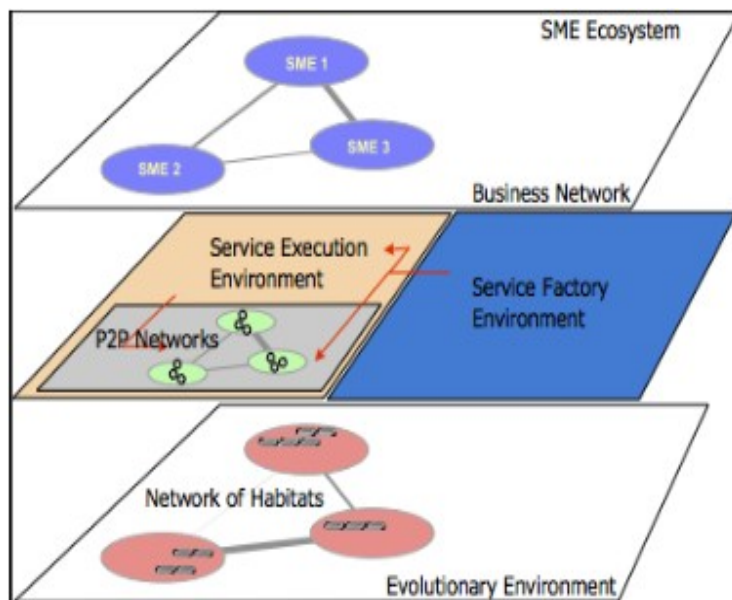 SME Ecosystem
SME 1
SME 2
SME 3
Business Network
Service Execution
Environment
P2P Networks
Service Factory
Environment
Network of Habitats
Evolutionary Environment